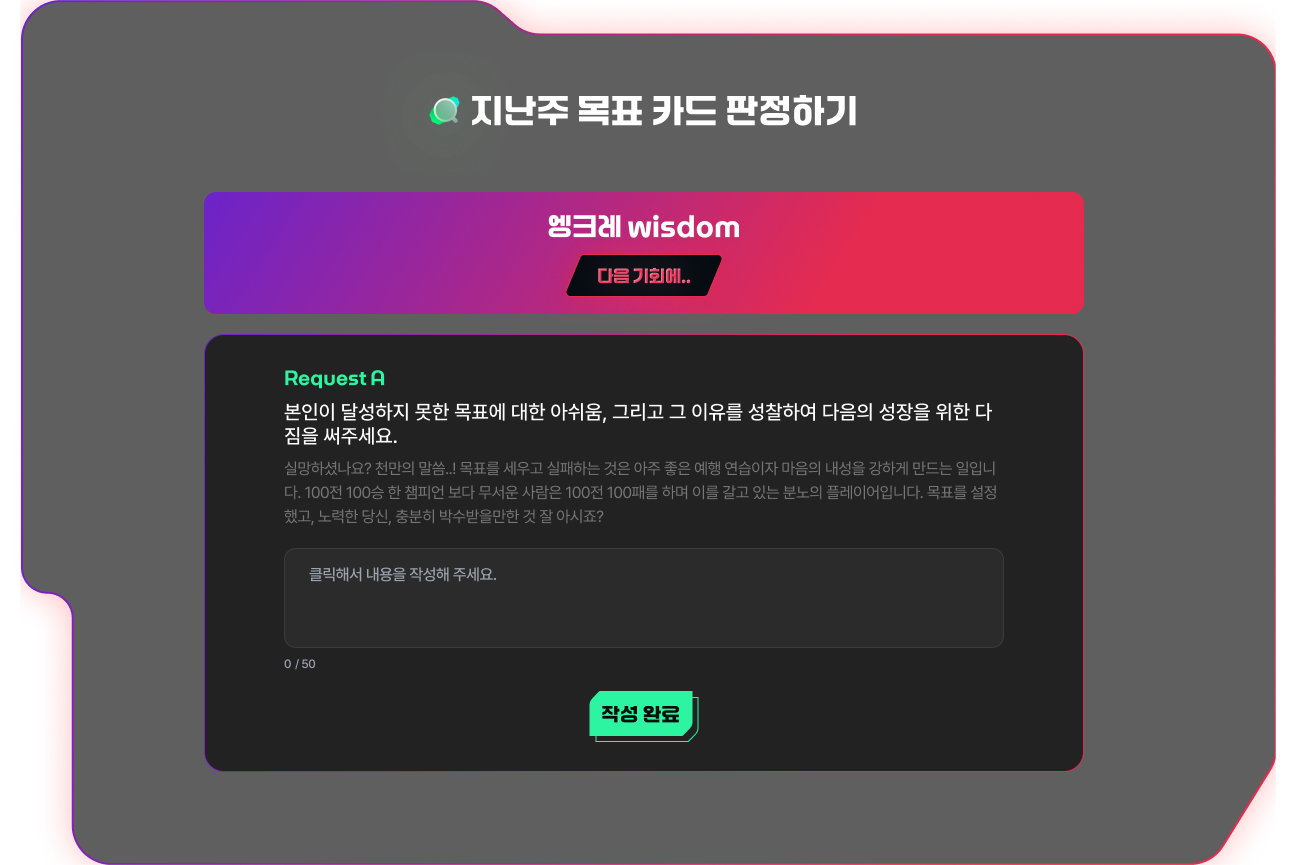 지난주 목표 카드 판정하기
엥크레 wisdom
다음 기회에..
Request A
본인이 달성하지 못한 목표에 대한 아쉬움, 그리고 그 이유를 성찰하여 다음의 성장을 위한 다
짐을 써주세요.
실망하셨나요? 천만의 말씀..! 목표를 세우고 실패하는 것은 아주 좋은 예행 연습이자 마음의 내성을 강하게 만드는 일입니
다. 100전 100승 한 챔피언 보다 무서운 사람은 100전 100패를 하며 이를 갈고 있는 분노의 플레이어입니다. 목표를 설정
했고, 노력한 당신, 충분히 박수받을만한 것 잘 아시죠?
클릭해서 내용을 작성해 주세요.
0 / 50
작성 완료